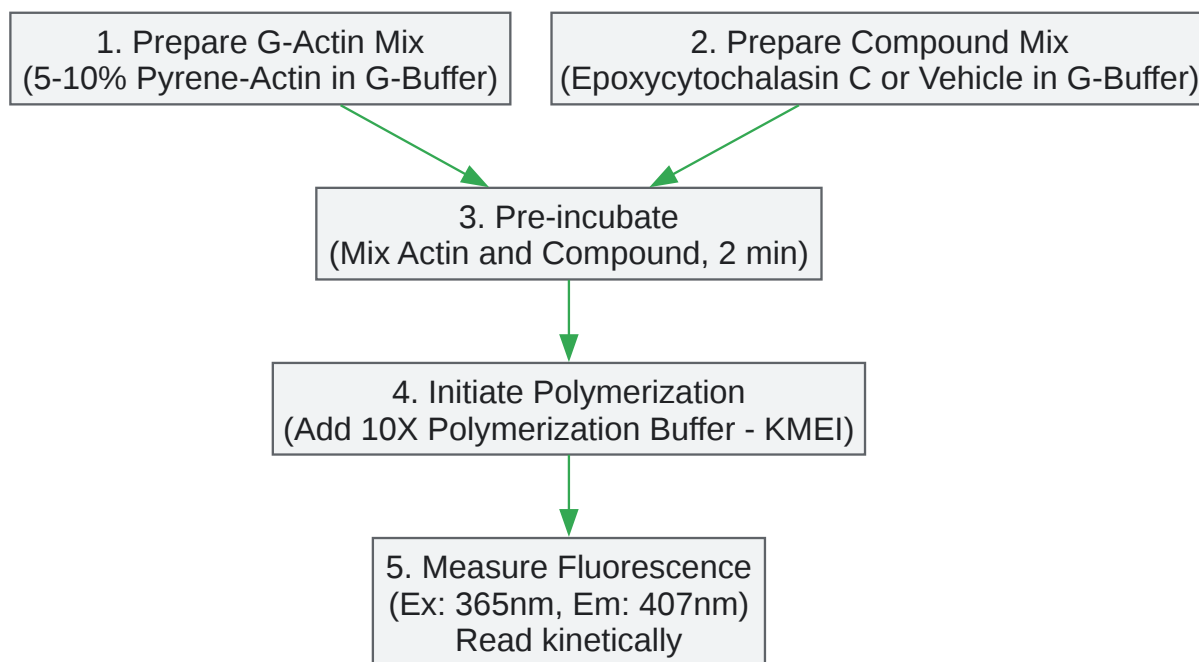 1. Prepare G-Actin Mix
(5-10% Pyrene-Actin in G-Buffer)
2. Prepare Compound Mix
(Epoxycytochalasin C or Vehicle in G-Buffer)
3. Pre-incubate
(Mix Actin and Compound, 2 min)
4. Initiate Polymerization
(Add 10X Polymerization Buffer - KMEI)
5. Measure Fluorescence
(Ex: 365nm, Em: 407nm)
Read kinetically